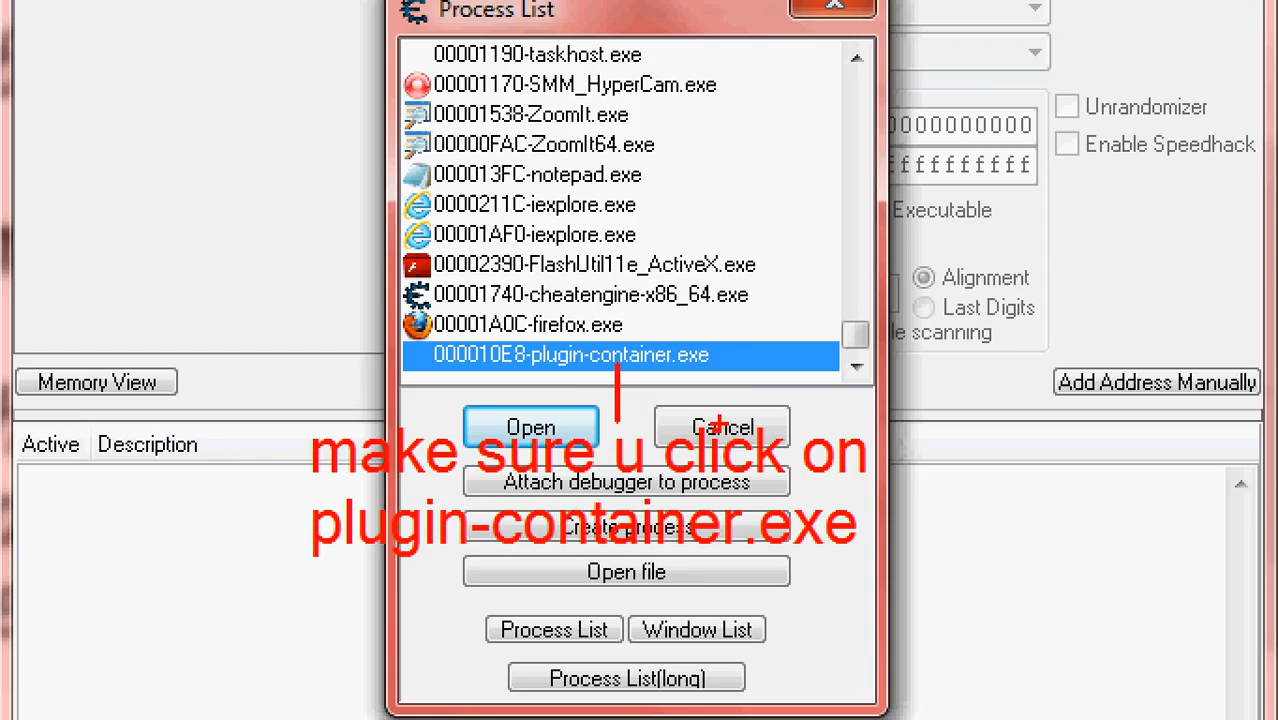 Process List
00001190-taskhost.exe
00001170-SMM_HyperCam.exe
00001538-ZoomIt.exe
00000FAC-ZoomIt64.exe
000013FC-notepad.exe
0000211C-iexplore.exe
00001AF0-iexplore.exe
00002390-FlashUtil11e_ActiveX.exe
00001740-cheatengine-x86_64.exe
00001A0C-firefox.exe
000010E8-plugin-container.exe
0000000000
fffffffff
Unrandomizer
Enable Speedhack
Executable
Alignment
Last Digits
scanning
Memory View
Add Address Manually
Active Description
Open Cancel
make sure u click on
Attach debugger to process
plugin-container.exe
Create process
Open file
Process List Window List
Process List(long)